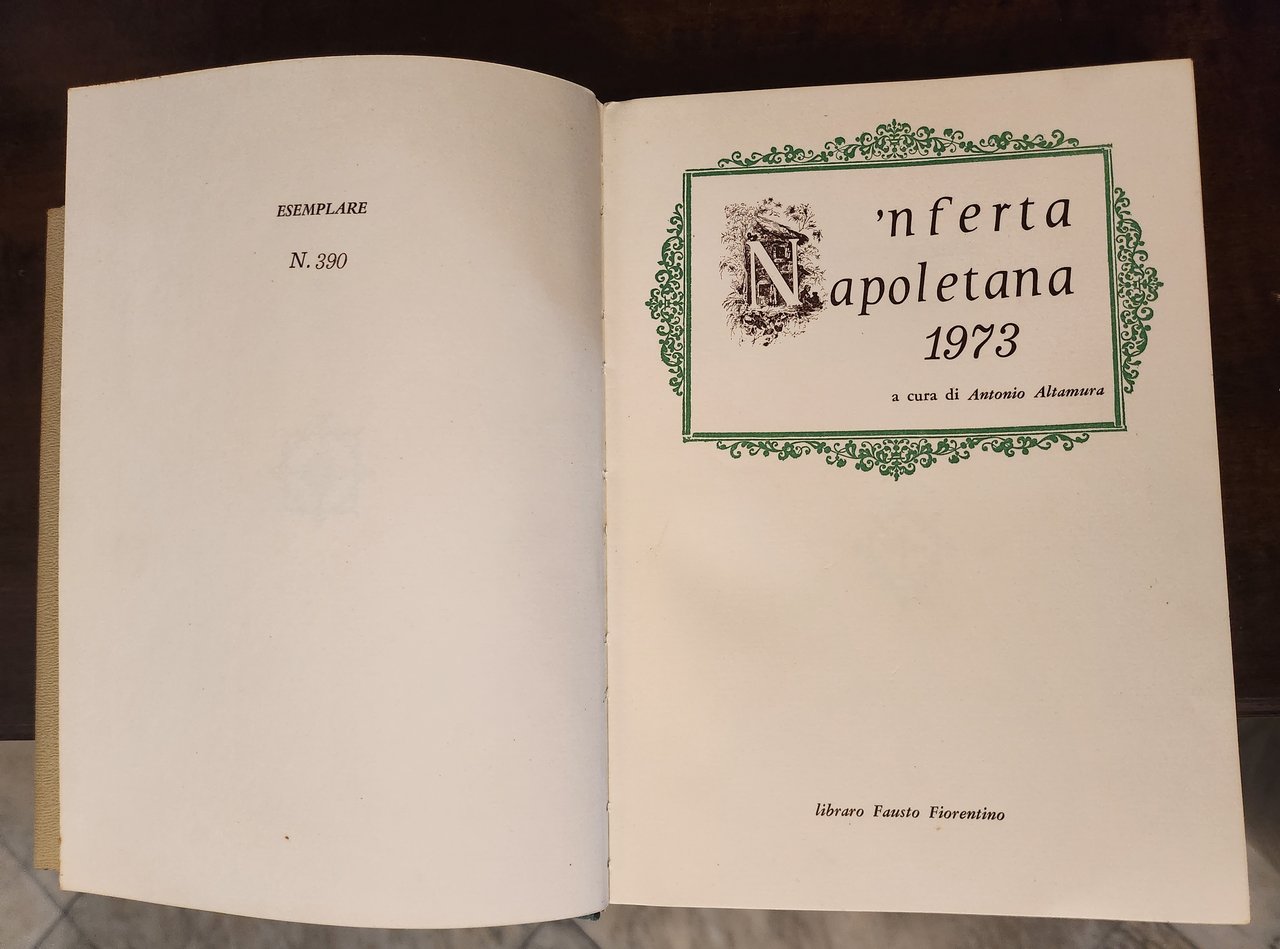 ESEMPLARE
N. 390
'nferta
Napoletana
1973
a cura di Antonio Altamura
libraro Fausto Fiorentino